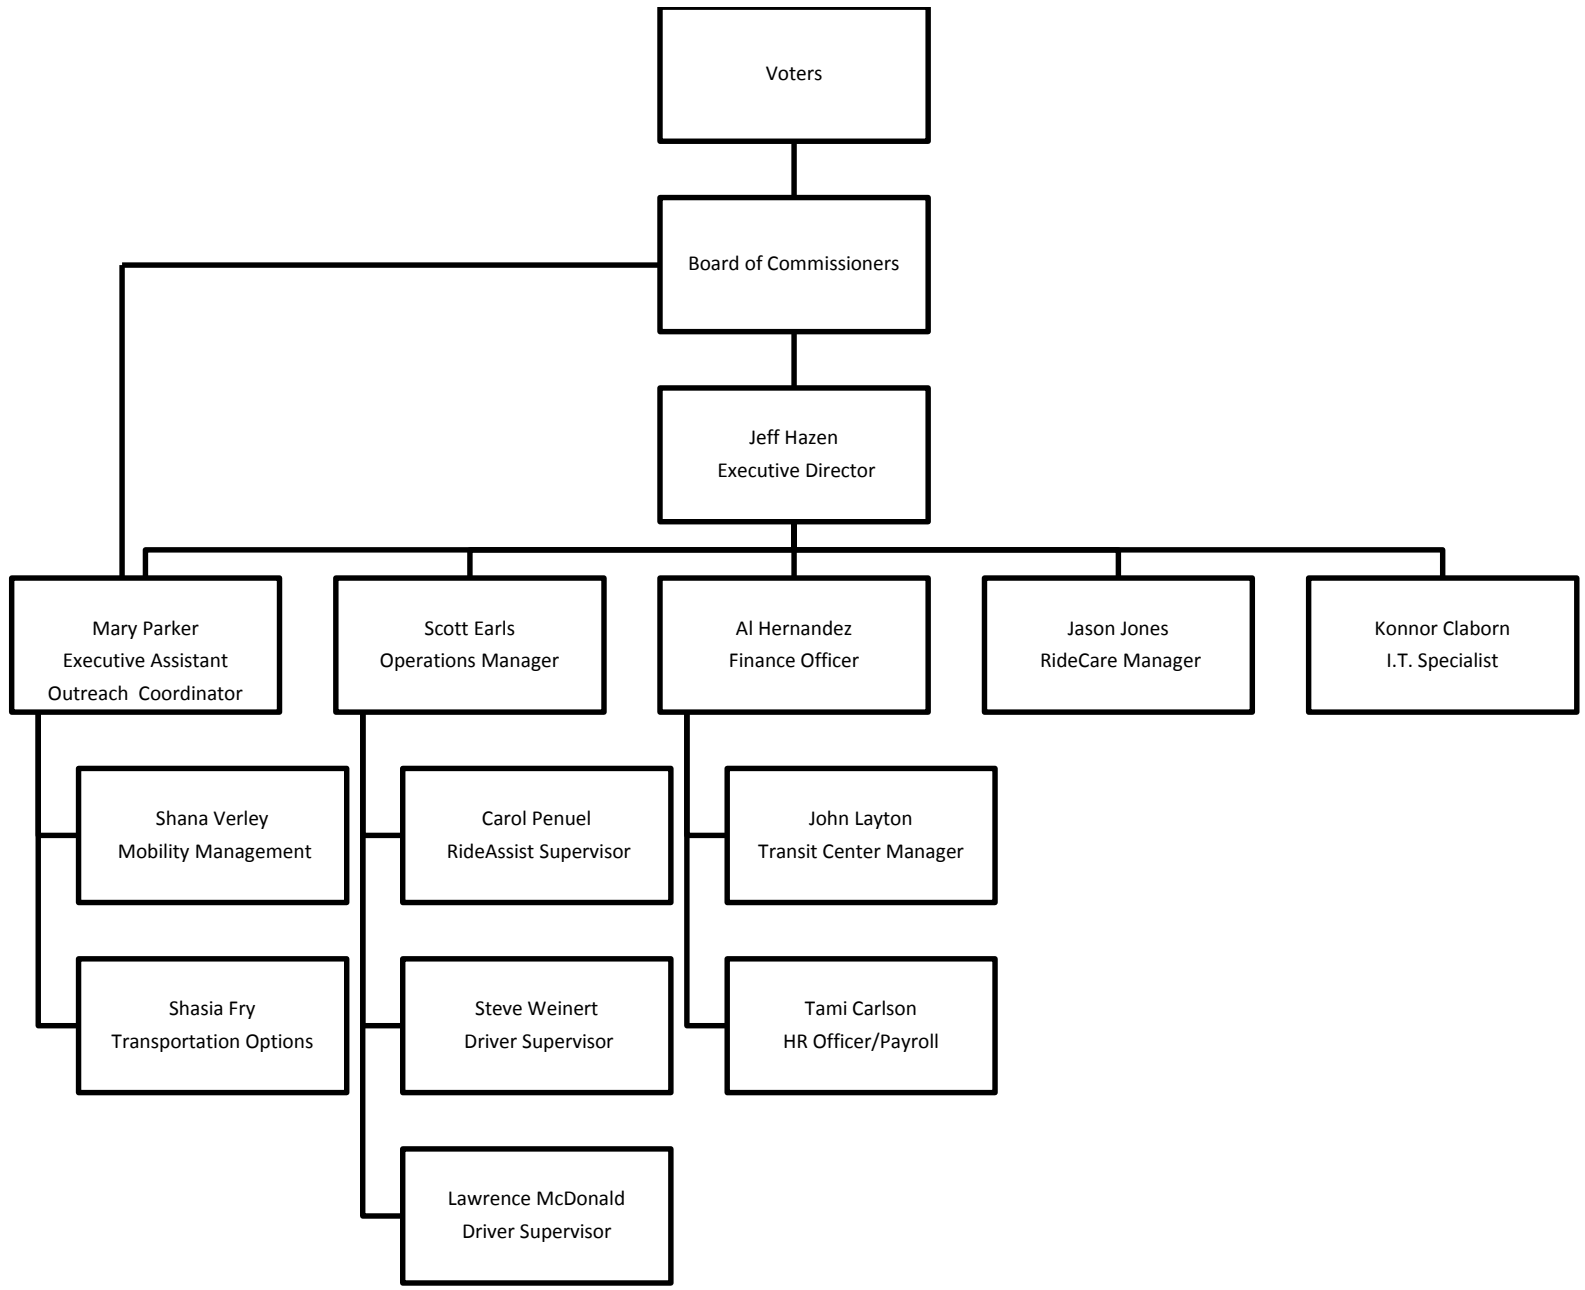 Voters
Board of Commissioners
Jeff Hazen
Executive Director
Mary Parker
Executive Assistant
Outreach  Coordinator
Scott Earls
Operations Manager
Al Hernandez
Finance Officer
Jason Jones
RideCare Manager
Konnor Claborn
I.T. Specialist
Shana Verley
Mobility Management
Carol Penuel
RideAssist Supervisor
John Layton
Transit Center Manager
Shasia Fry
Transportation Options
Steve Weinert
Driver Supervisor
Tami Carlson
HR Officer/Payroll
Lawrence McDonald
Driver Supervisor